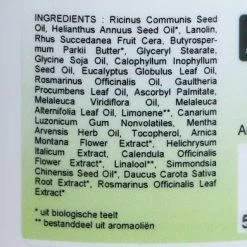 INGREDIENTS : Ricinus Communis Seed
Oil, Helianthus Annuus Seed Oil*, Lanolin,
Rhus Succedanea Fruit Cera, Butyrosper-
mum Parkii Butter*, Glyceryl Stearate,
Glycine Soja Oil, Calophyllum Inophyllum
Seed Oil, Eucalyptus Globulus Leaf Oil,
Rosmarinus Officinalis Oil, Gaultheria
Procumbens Leaf Oil, Ascorbyl Palmitate,
Melaleuca Viridiflora Oil, Melaleuca
Alternifolia Leaf Oil, Limonene**, Canarium
Luzonicum Gum Nonvolatiles, Mentha
Arvensis Herb Oil, Tocopherol, Arnica
Montana Flower Extract*, Helichrysum
Italicum Extract, Calendula Officinalis
Flower Extract*, Linalool**, Simmondsia
Chinensis Seed Oil*, Daucus Carota Sativa
Root Extract*, Rosmarinus Officinalis Leaf
Extract*
* uit biologische teelt
** bestanddeel uit aromaoliën